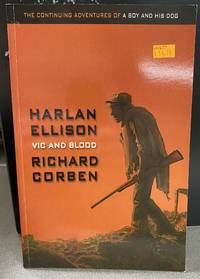 THE CONTINUING ADVENTURES OF A BOY AND HIS DOG
HARLAN
ELLISON
VIC AND BLOOD
RICHARD
CORBEN